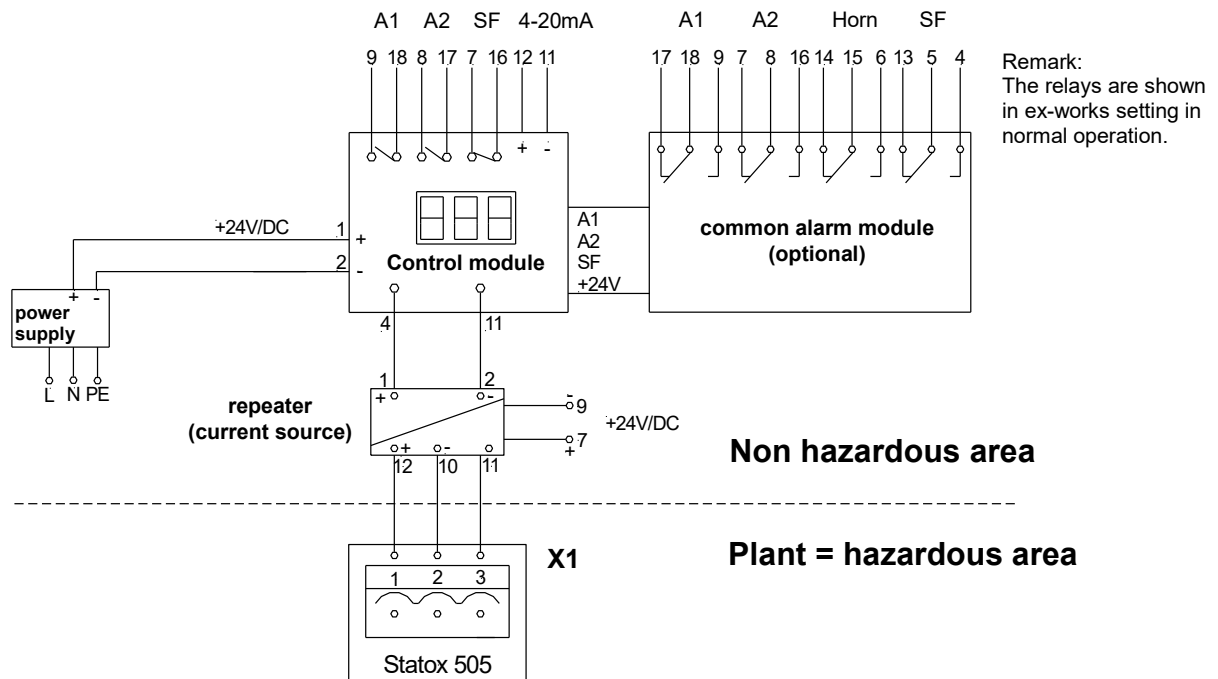 A1 A2 SF 4-20mA A1 A2 Horn SF
9 18 8 17 7 16 12 11 17 18 9 7 8 16 14 15 6 13 5 4
Remark:
The relays are shown
in ex-works setting in
normal operation.
+ -
+24V/DC 1 +
2 -
Control module
A1
A2
SF
+24V
common alarm module
(optional)
+ -
power
supply
L N PE
4 11
1 2
+ -
repeater
(current source)
- 9
+24V/DC
7
+
+ -
12 10 11
Non hazardous area
Plant = hazardous area
X1
1 2 3
Statox 505